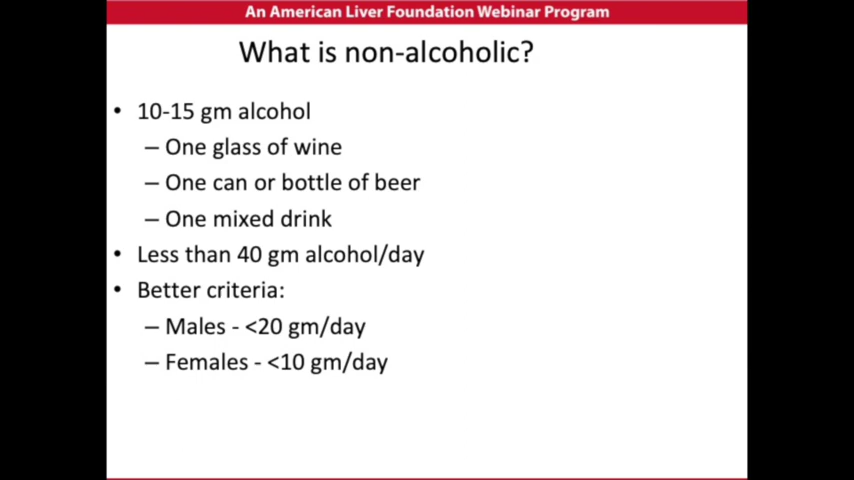 An American Liver Foundation Webinar Program
What is non-alcoholic?
• 10-15 gm alcohol
– One glass of wine
– One can or bottle of beer
– One mixed drink
• Less than 40 gm alcohol/day
• Better criteria:
– Males - <20 gm/day
– Females - <10 gm/day